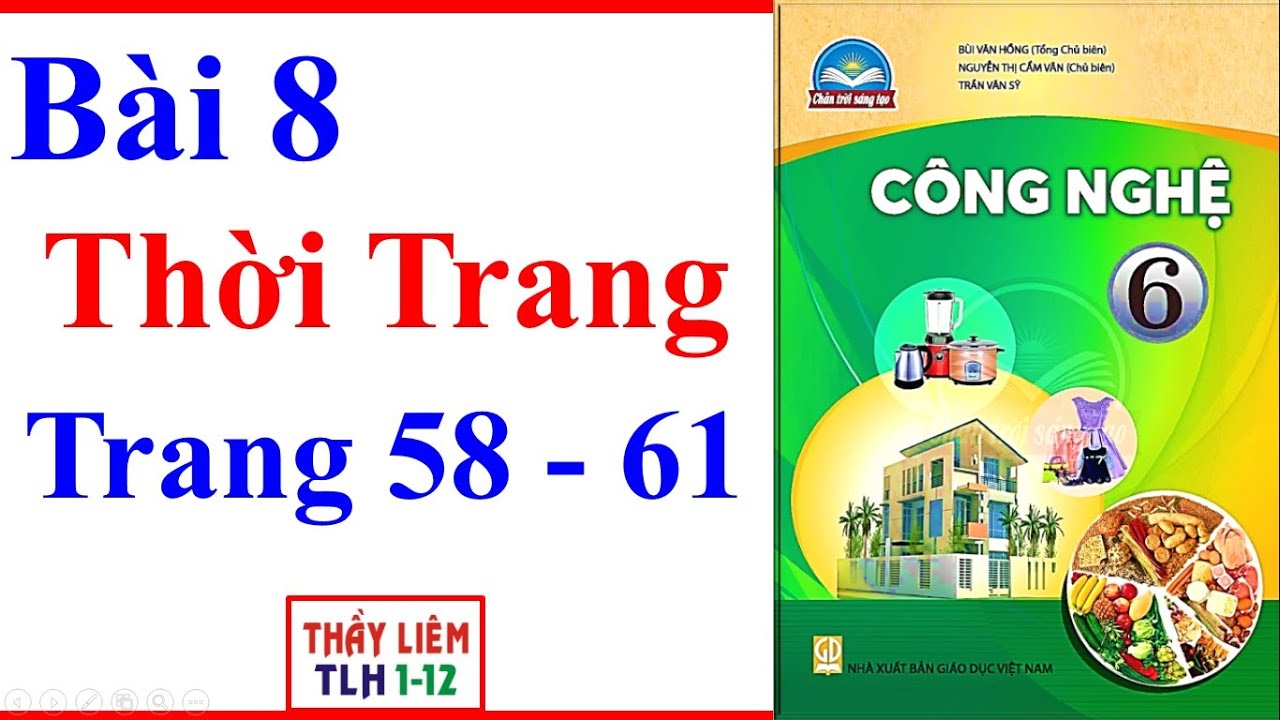 Bài 8
Thời Trang
Trang 58 - 61
THẦY LIÊM
TLH 1-12
BÙI VĂN HỒNG (Tổng Chủ biên)
NGUYỄN THỊ CẨM VÂN (Chủ biên)
TRẦN VĂN SỸ
Chân trời sáng tạo
CÔNG NGHỆ
6
GD
NHÀ XUẤT BẢN GIÁO DỤC VIỆT NAM